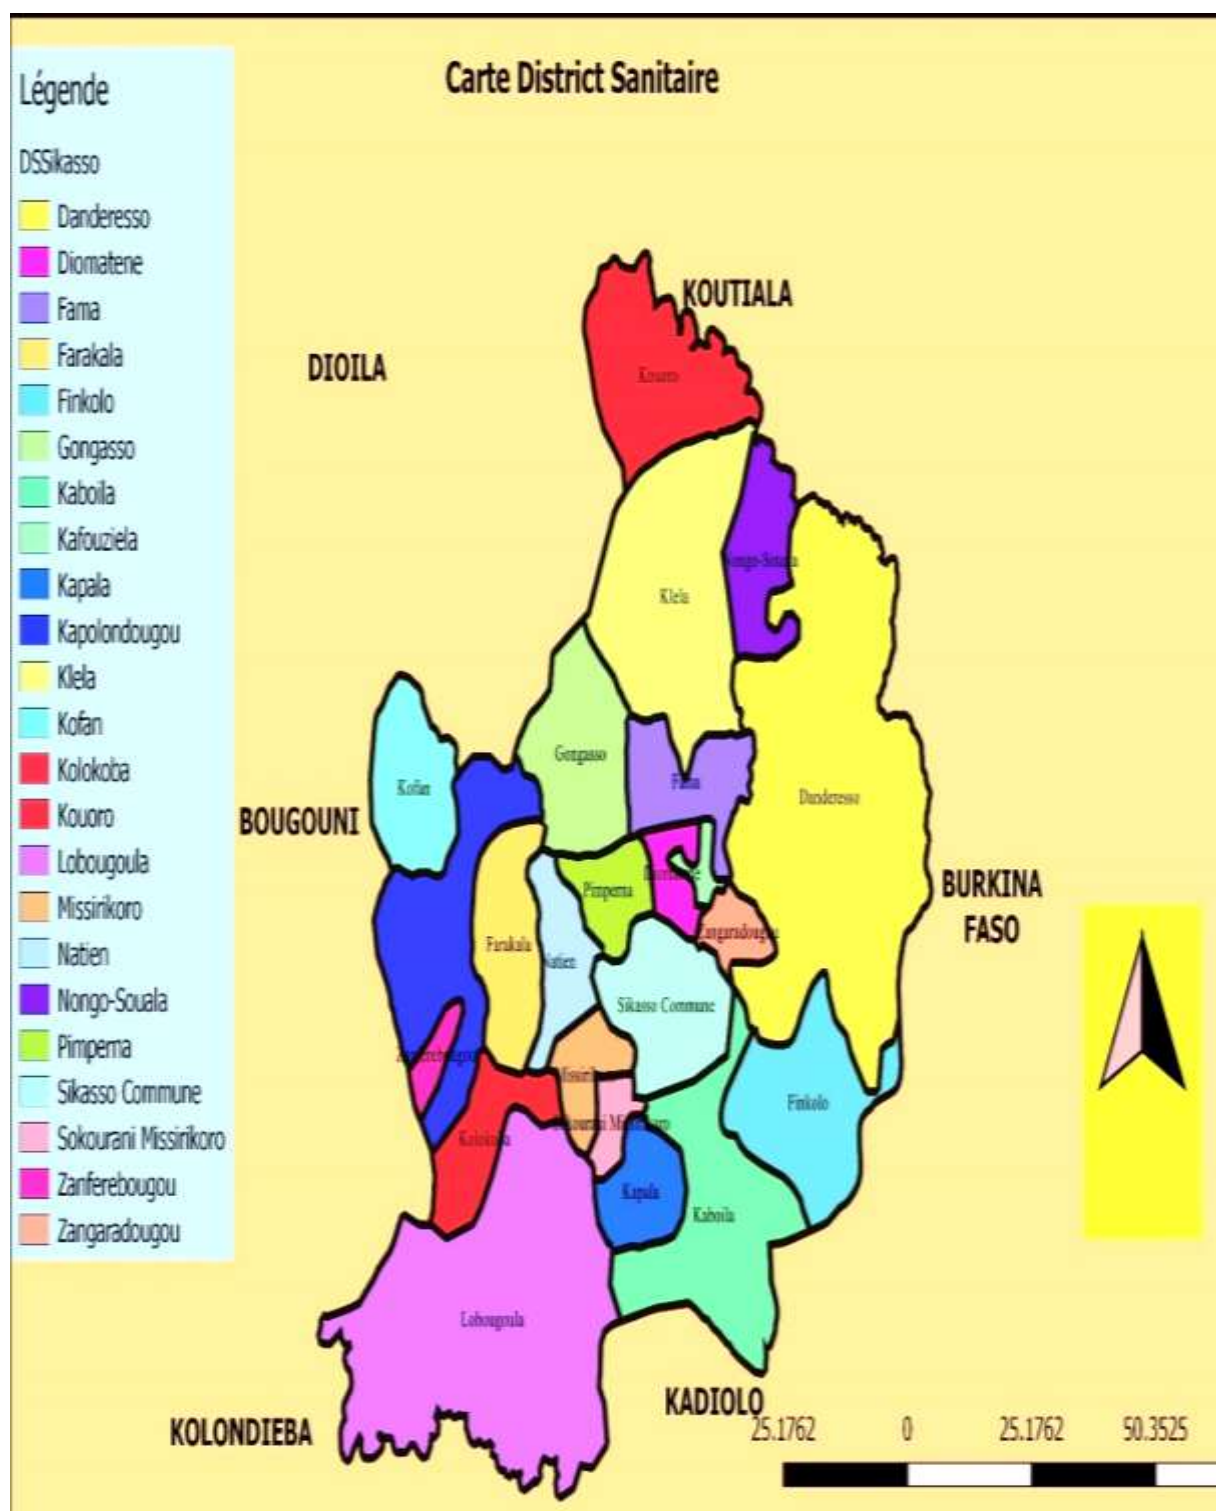 Carte District Sanitaire
Légende
DSSikasso
Danderesso
Diomatene
Fama
Farakala
Finkolo
Gongasso
Kaboila
Kafouziela
Kapala
Kapolondougou
Klela
Kofan
Kolokoba
Kouoro
Lobougoula
Missirikoro
Natien
Nongo-Souala
Pimperna
Sikasso Commune
Sokourani Missirikoro
Zanferebougou
Zangaradougou
KOUTIALA
DIOILA
Kouoro
Nongo-Souala
Klela
Gongasso
Fama
Kofan
Danderesso
BOUGOUNI
BURKINA
FASO
Pimperna
Zangaradougou
Farakala
Natien
Sikasso Commune
Zanferebougou
Finkolo
Kapala
Kaboila
Lobougoula
KADIOLO
KOLONDIEBA
25.1762 0 25.1762 50.3525